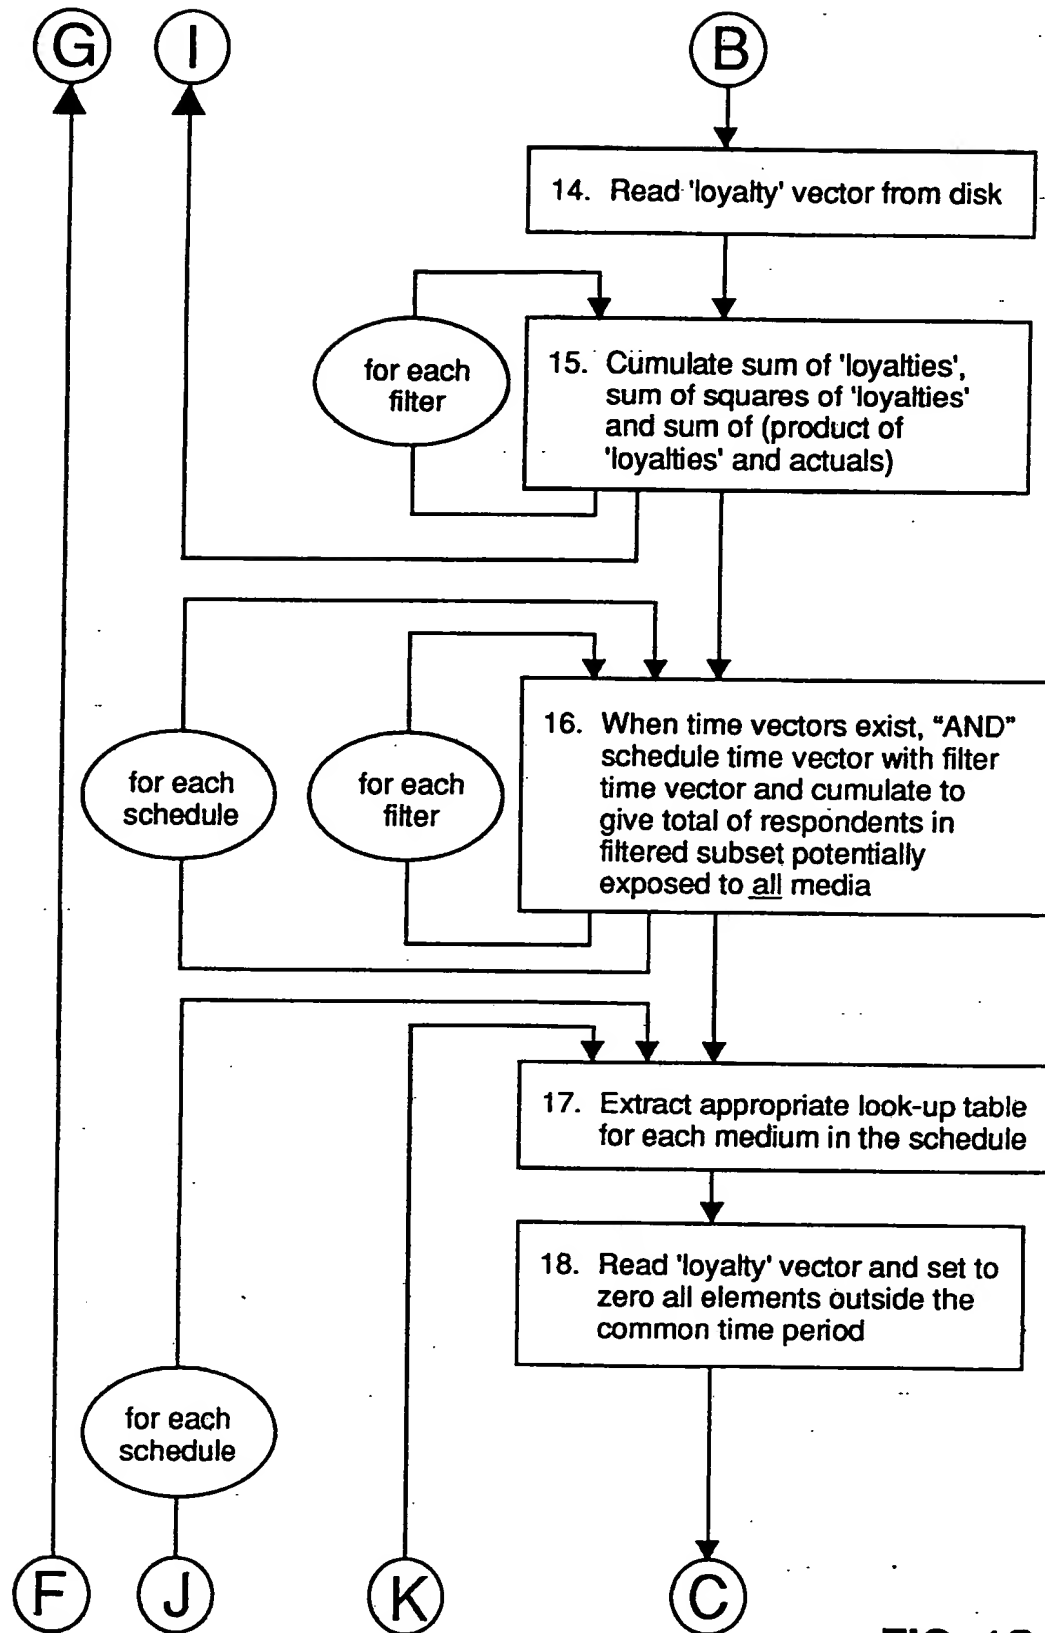 G
I
B
14. Read 'loyalty' vector from disk
for each
filter
15. Cumulate sum of 'loyalties',
sum of squares of 'loyalties'
and sum of (product of
'loyalties' and actuals)
for each
schedule
for each
filter
16. When time vectors exist, "AND"
schedule time vector with filter
time vector and cumulate to
give total of respondents in
filtered subset potentially
exposed to all media
17. Extract appropriate look-up table
for each medium in the schedule
18. Read 'loyalty' vector and set to
zero all elements outside the
common time period
for each
schedule
F
J
K
C